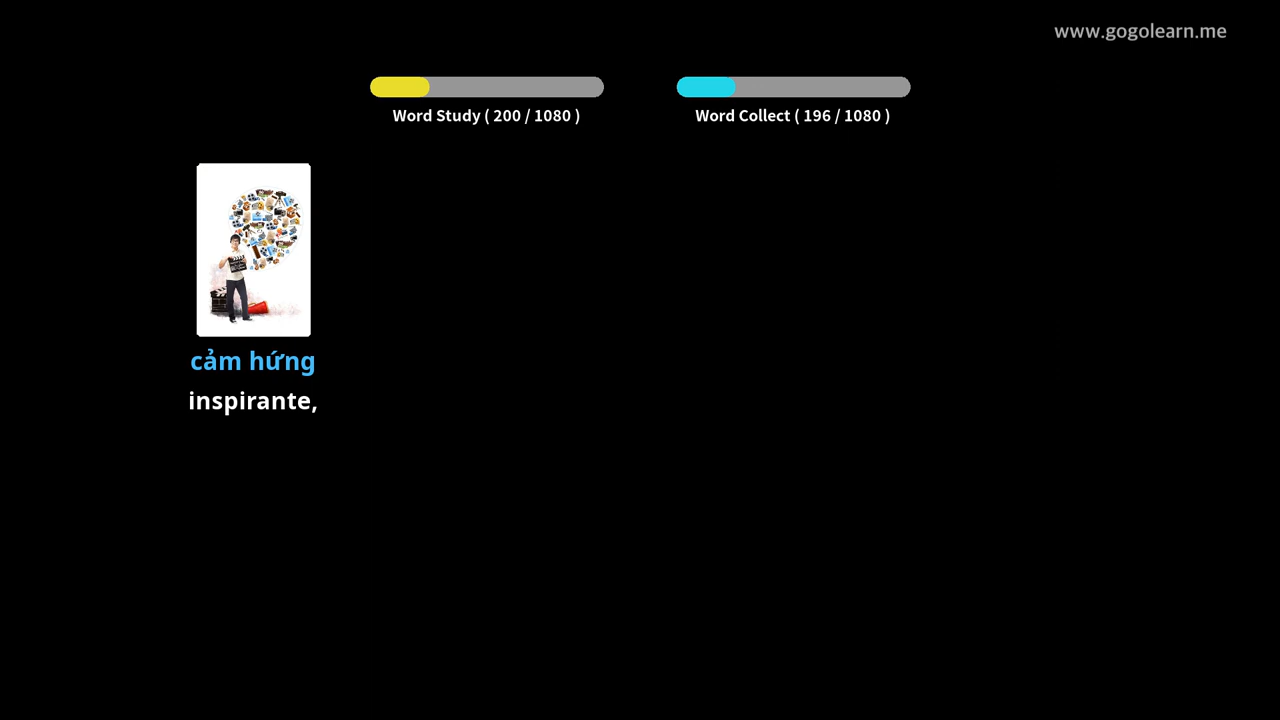 www.gogolearn.me
Word Study ( 200 / 1080 )
Word Collect ( 196 / 1080 )
cảm hứng
inspirante,